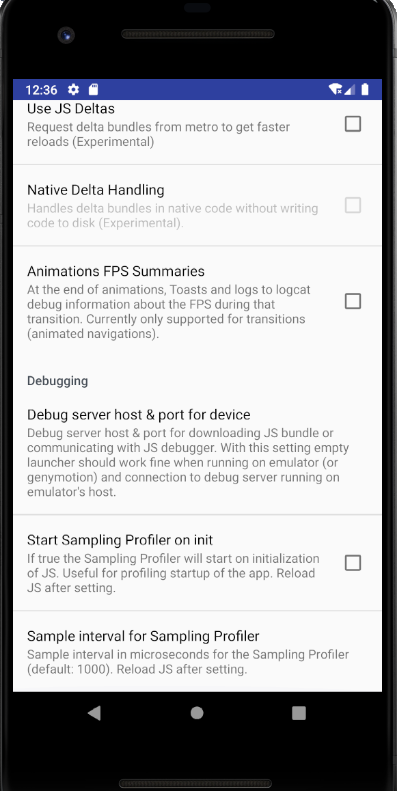 12:36
Use JS Deltas
Request delta bundles from metro to get faster
reloads (Experimental)
Native Delta Handling
Handles delta bundles in native code without writing
code to disk (Experimental).
Animations FPS Summaries
At the end of animations, Toasts and logs to logcat
debug information about the FPS during that
transition. Currently only supported for transitions
(animated navigations).
Debugging
Debug server host & port for device
Debug server host & port for downloading JS bundle or
communicating with JS debugger. With this setting empty
launcher should work fine when running on emulator (or
genymotion) and connection to debug server running on
emulator's host.
Start Sampling Profiler on init
If true the Sampling Profiler will start on initialization
of JS. Useful for profiling startup of the app. Reload
JS after setting.
Sample interval for Sampling Profiler
Sample interval in microseconds for the Sampling Profiler
(default: 1000). Reload JS after setting.